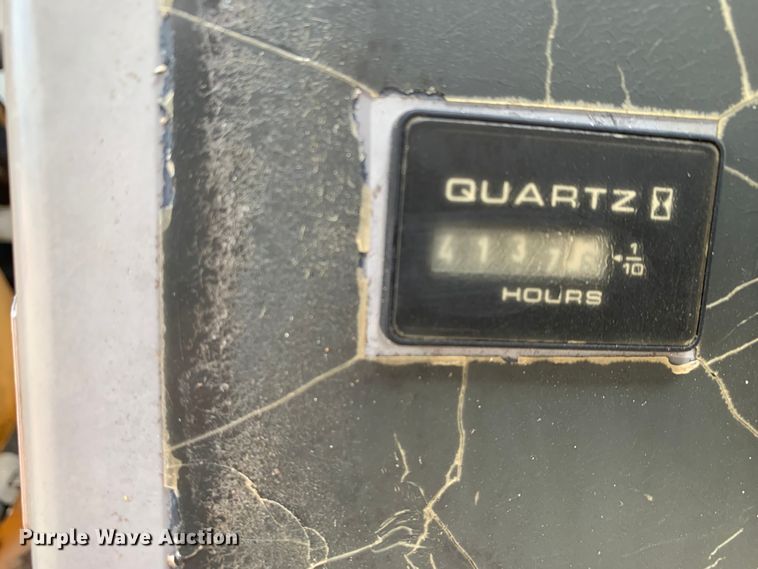 QUARTZ
4137 1/10
HOURS
Purple Wave Auction